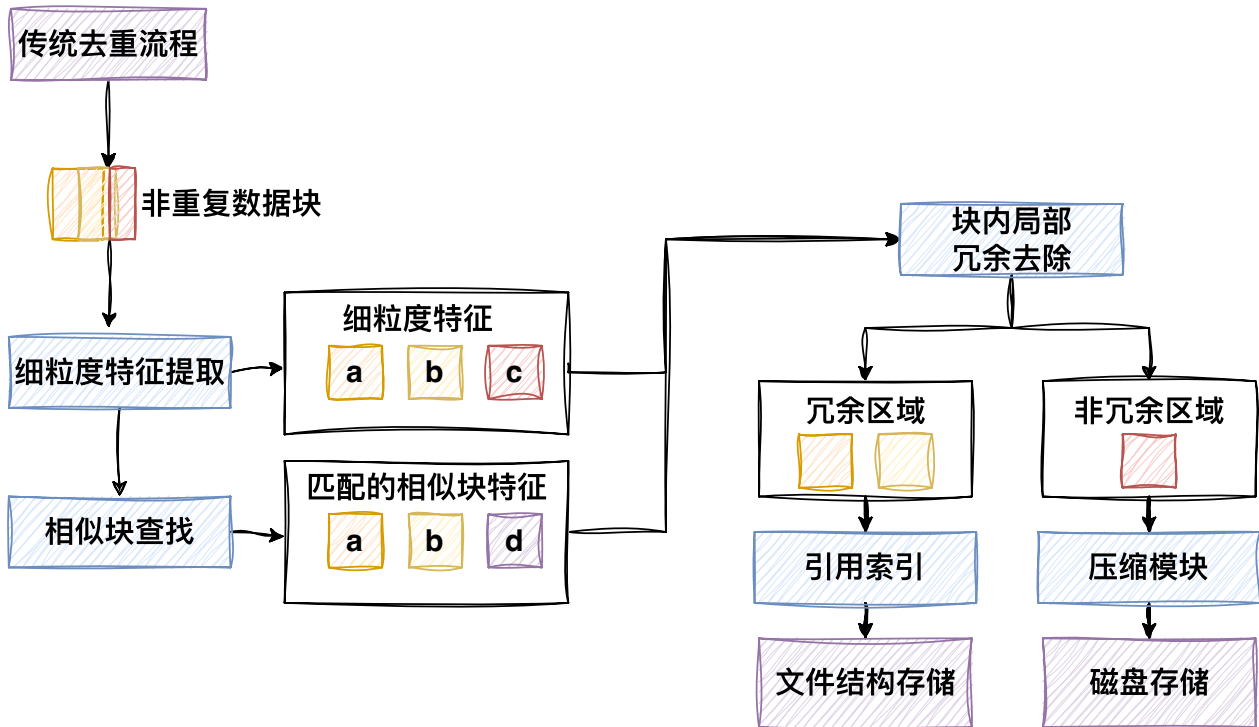 传统去重流程
非重复数据块
细粒度特征提取
细粒度特征
a b c
相似块查找
匹配的相似块特征
a b d
块内局部
冗余去除
冗余区域
非冗余区域
引用索引
压缩模块
文件结构存储
磁盘存储